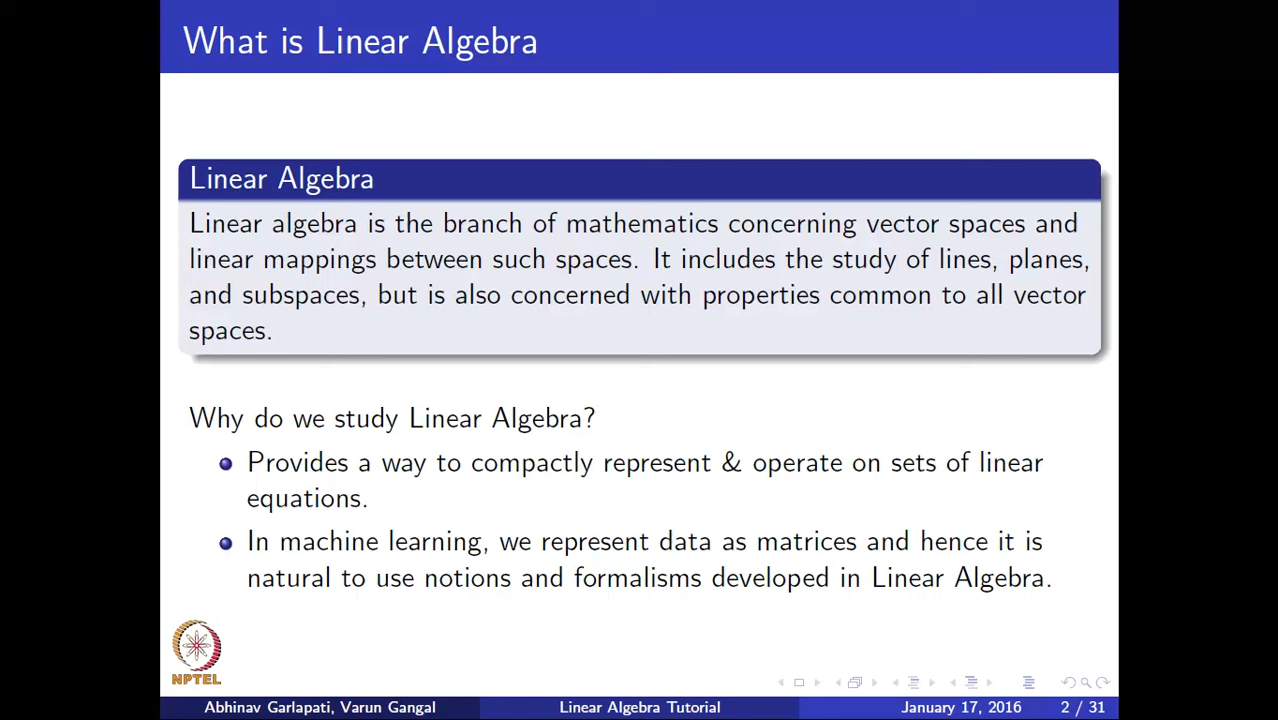 What is Linear Algebra
Linear Algebra
Linear algebra is the branch of mathematics concerning vector spaces and
linear mappings between such spaces. It includes the study of lines, planes,
and subspaces, but is also concerned with properties common to all vector
spaces.
Why do we study Linear Algebra?
Provides a way to compactly represent & operate on sets of linear
equations.
In machine learning, we represent data as matrices and hence it is
natural to use notions and formalisms developed in Linear Algebra.
NPTEL
Abhinav Garlapati, Varun Gangal
Linear Algebra Tutorial
January 17, 2016
2 / 31